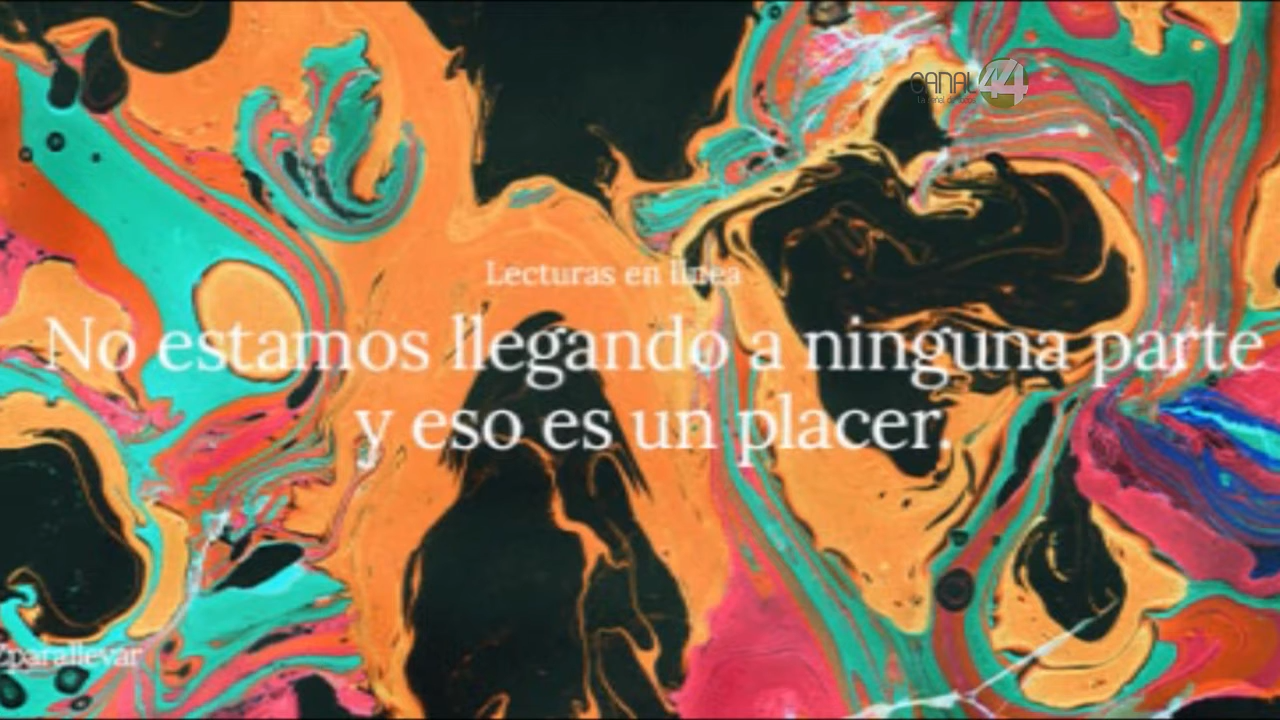 CANAL 44
Lecturas en línea
No estamos llegando a ninguna parte
y eso es un placer.
parallevar